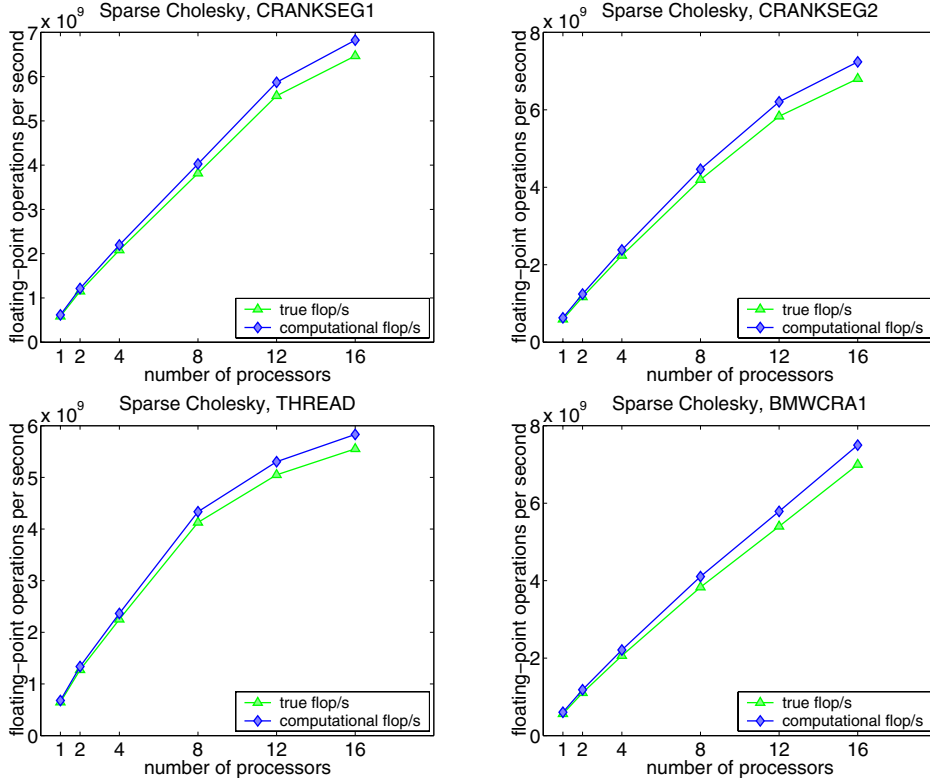 Sparse Cholesky, CRANKSEG1
x 10^9
floating-point operations per second
7
6
5
4
3
2
1
0
true flop/s
computational flop/s
1 2 4 8 12 16
number of processors
Sparse Cholesky, CRANKSEG2
x 10^9
floating-point operations per second
8
6
4
2
0
true flop/s
computational flop/s
1 2 4 8 12 16
number of processors
Sparse Cholesky, THREAD
x 10^9
floating-point operations per second
6
5
4
3
2
1
0
true flop/s
computational flop/s
1 2 4 8 12 16
number of processors
Sparse Cholesky, BMWCRA1
x 10^9
floating-point operations per second
8
6
4
2
0
true flop/s
computational flop/s
1 2 4 8 12 16
number of processors